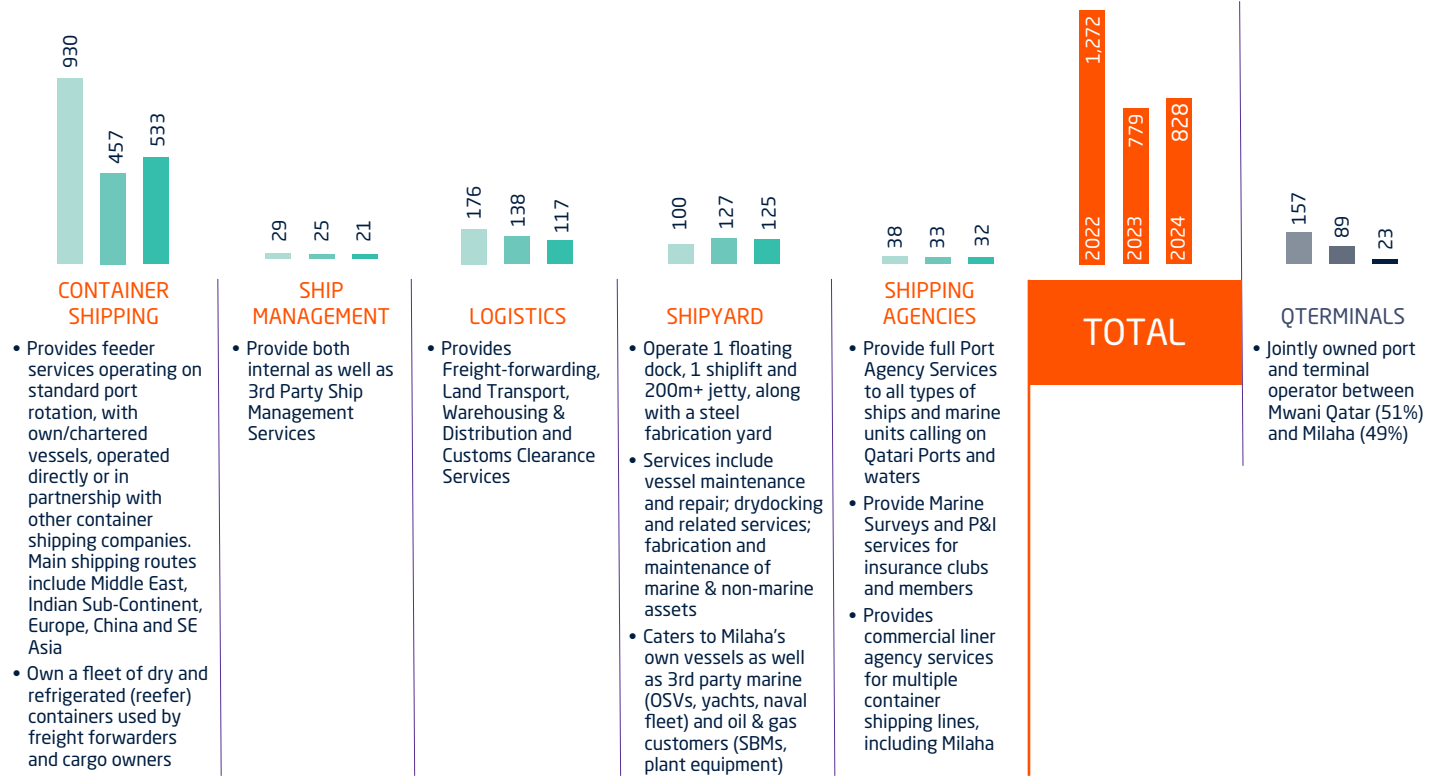 930
457
533
CONTAINER
SHIPPING
• Provides feeder
services operating on
standard port
rotation, with
own/chartered
vessels, operated
directly or in
partnership with
other container
shipping companies.
Main shipping routes
include Middle East,
Indian Sub-Continent,
Europe, China and SE
Asia
• Own a fleet of dry and
refrigerated (reefer)
containers used by
freight forwarders
and cargo owners
29
25
21
SHIP
MANAGEMENT
• Provide both
internal as well as
3rd Party Ship
Management
Services
176
138
117
LOGISTICS
• Provides
Freight-forwarding,
Land Transport,
Warehousing &
Distribution and
Customs Clearance
Services
100
127
125
SHIPYARD
• Operate 1 floating
dock, 1 shiplift and
200m+ jetty, along
with a steel
fabrication yard
• Services include
vessel maintenance
and repair; drydocking
and related services;
fabrication and
maintenance of
marine & non-marine
assets
• Caters to Milaha's
own vessels as well
as 3rd party marine
(OSVs, yachts, naval
fleet) and oil & gas
customers (SBMs,
plant equipment)
38
33
32
SHIPPING
AGENCIES
• Provide full Port
Agency Services
to all types of
ships and marine
units calling on
Qatari Ports and
waters
• Provide Marine
Surveys and P&I
services for
insurance clubs
and members
• Provides
commercial liner
agency services
for multiple
container
shipping lines,
including Milaha
2022 1,272
2023 779
2024 828
TOTAL
157
89
23
QTERMINALS
• Jointly owned port
and terminal
operator between
Mwani Qatar (51%)
and Milaha (49%)